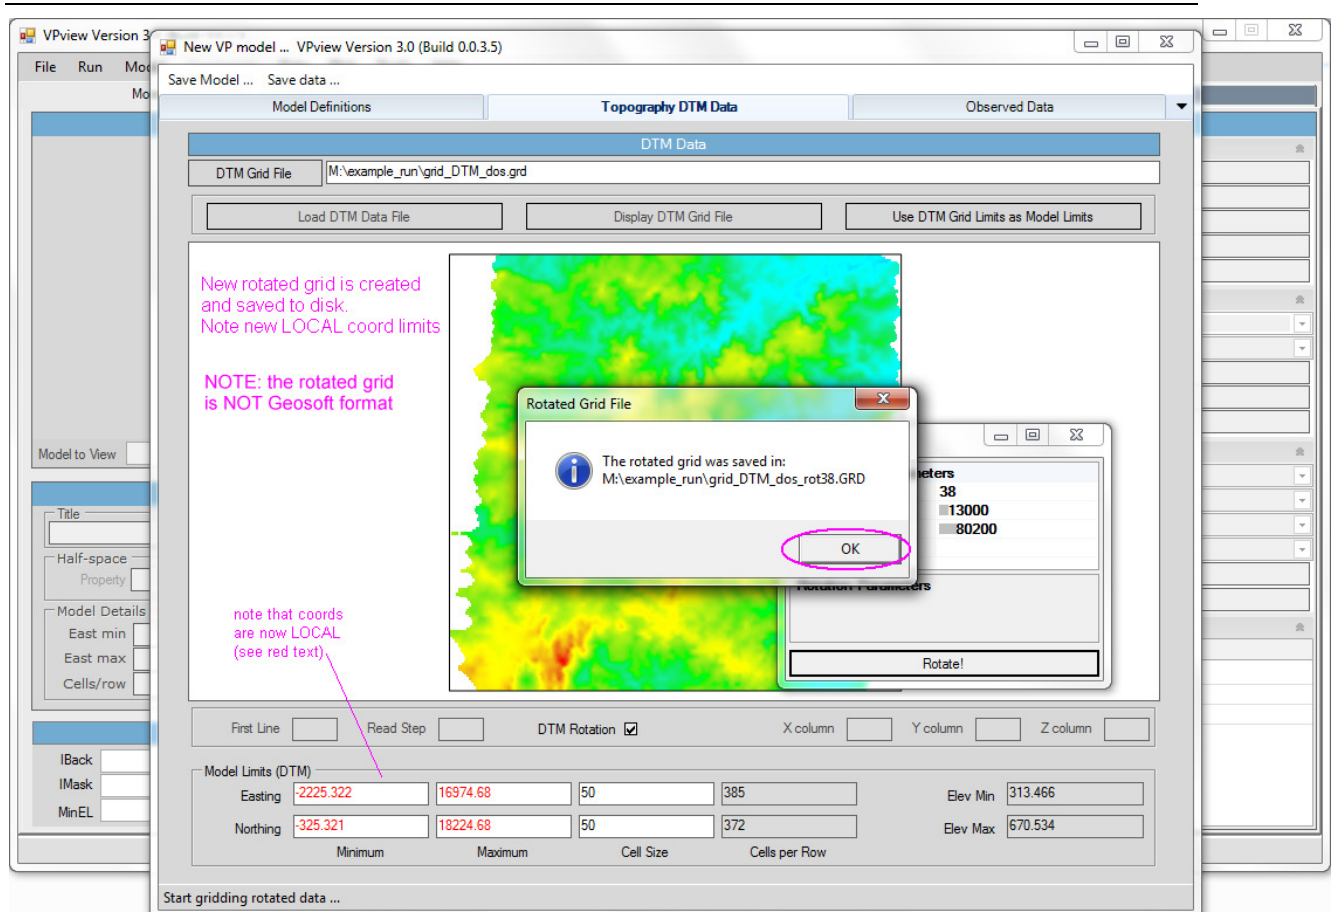 VPview Version 3
New VP model ... VPview Version 3.0 (Build 0.0.3.5)
File Run
Save Model ... Save data ...
Model Definitions
Topography DTM Data
Observed Data
DTM Data
DTM Grid File
M:\example_run\grid_DTM_dos.grd
Load DTM Data File
Display DTM Grid File
Use DTM Grid Limits as Model Limits
New rotated grid is created
and saved to disk.
Note new LOCAL coord limits
NOTE: the rotated grid
is NOT Geosoft format
Rotated Grid File
The rotated grid was saved in:
M:\example_run\grid_DTM_dos_rot38.GRD
OK
38
13000
80200
Rotation Parameters
Rotate!
note that coords
are now LOCAL
(see red text)
Model to View
Title
Half-space
Property
Model Details
East min
East max
Cells/row
IBack
IMask
MinEL
First Line
Read Step
DTM Rotation
X column
Y column
Z column
Model Limits (DTM)
Easting -2225.322 16974.68 50 385 Elev Min 313.466
Northing -325.321 18224.68 50 372 Elev Max 670.534
Minimum Maximum Cell Size Cells per Row
Start gridding rotated data ...